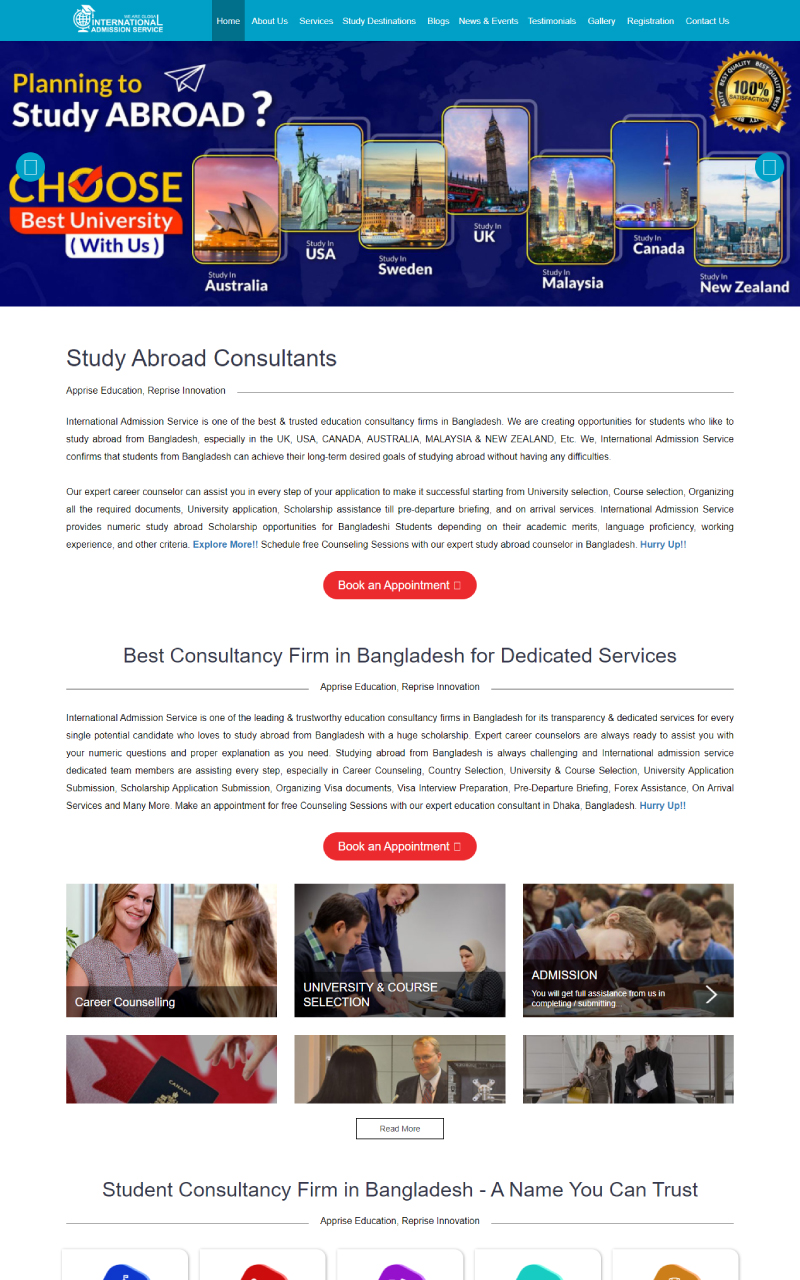 WE ARE GLOBAL
INTERNATIONAL
ADMISSION SERVICE
Home About Us Services Study Destinations Blogs News & Events Testimonials Gallery Registration Contact Us
Planning to
Study ABROAD ?
CHOOSE
Best University
( With Us )
BEST QUALITY
100%
SATISFACTION
Study In
Australia
Study In
USA
Study In
Sweden
Study In
UK
Study In
Malaysia
Study In
Canada
Study In
New Zealand
Study Abroad Consultants
Apprise Education, Reprise Innovation
International Admission Service is one of the best & trusted education consultancy firms in Bangladesh. We are creating opportunities for students who like to
study abroad from Bangladesh, especially in the UK, USA, CANADA, AUSTRALIA, MALAYSIA & NEW ZEALAND, Etc. We, International Admission Service
confirms that students from Bangladesh can achieve their long-term desired goals of studying abroad without having any difficulties.
Our expert career counselor can assist you in every step of your application to make it successful starting from University selection, Course selection, Organizing
all the required documents, University application, Scholarship assistance till pre-departure briefing, and on arrival services. International Admission Service
provides numeric study abroad Scholarship opportunities for Bangladeshi Students depending on their academic merits, language proficiency, working
experience, and other criteria. Explore More!! Schedule free Counseling Sessions with our expert study abroad counselor in Bangladesh. Hurry Up!!
Book an Appointment
Best Consultancy Firm in Bangladesh for Dedicated Services
Apprise Education, Reprise Innovation
International Admission Service is one of the leading & trustworthy education consultancy firms in Bangladesh for its transparency & dedicated services for every
single potential candidate who loves to study abroad from Bangladesh with a huge scholarship. Expert career counselors are always ready to assist you with
your numeric questions and proper explanation as you need. Studying abroad from Bangladesh is always challenging and International admission service
dedicated team members are assisting every step, especially in Career Counseling, Country Selection, University & Course Selection, University Application
Submission, Scholarship Application Submission, Organizing Visa documents, Visa Interview Preparation, Pre-Departure Briefing, Forex Assistance, On Arrival
Services and Many More. Make an appointment for free Counseling Sessions with our expert education consultant in Dhaka, Bangladesh. Hurry Up!!
Book an Appointment
Career Counselling
UNIVERSITY & COURSE
SELECTION
ADMISSION
You will get full assistance from us in
completing / submitting
CANADA
Read More
Student Consultancy Firm in Bangladesh - A Name You Can Trust
Apprise Education, Reprise Innovation